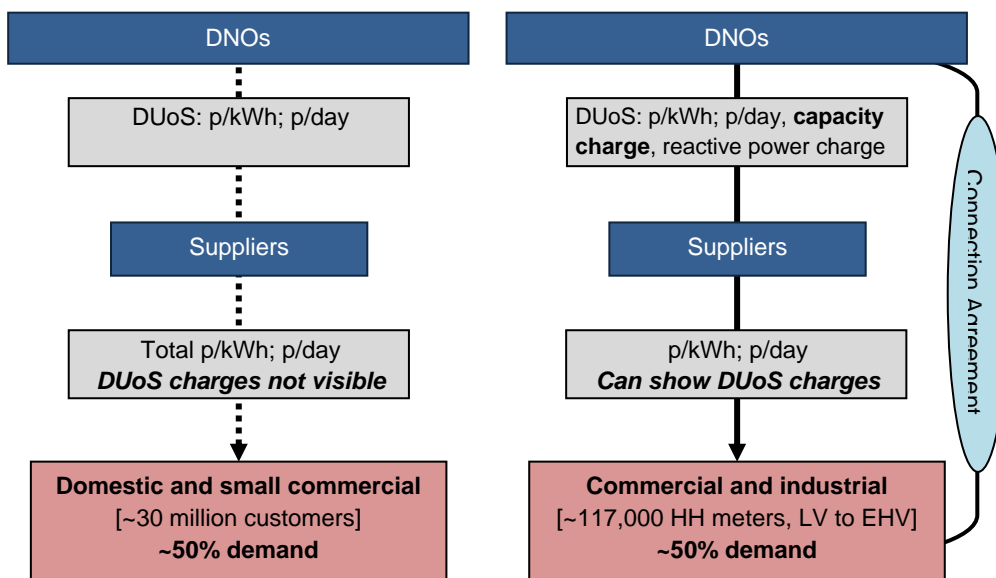 DNOs
DUoS: p/kWh; p/day
Suppliers
Total p/kWh; p/day
DUoS charges not visible
Domestic and small commercial
[~30 million customers]
~50% demand
DNOs
DUoS: p/kWh; p/day, capacity
charge, reactive power charge
Suppliers
p/kWh; p/day
Can show DUoS charges
Commercial and industrial
[~117,000 HH meters, LV to EHV]
~50% demand
Connection Agreement